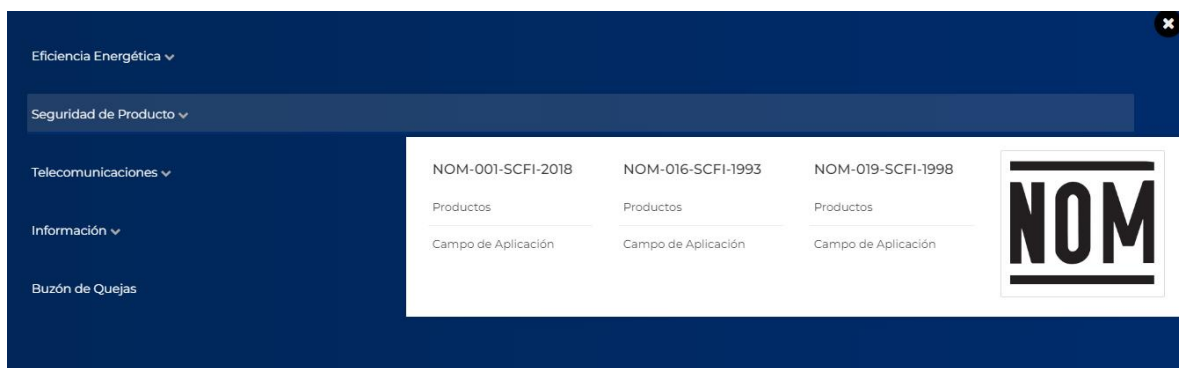 Eficiencia Energética
Seguridad de Producto
Telecomunicaciones
Información
Buzón de Quejas
NOM-001-SCFI-2018
Productos
Campo de Aplicación
NOM-016-SCFI-1993
Productos
Campo de Aplicación
NOM-019-SCFI-1998
Productos
Campo de Aplicación
NOM